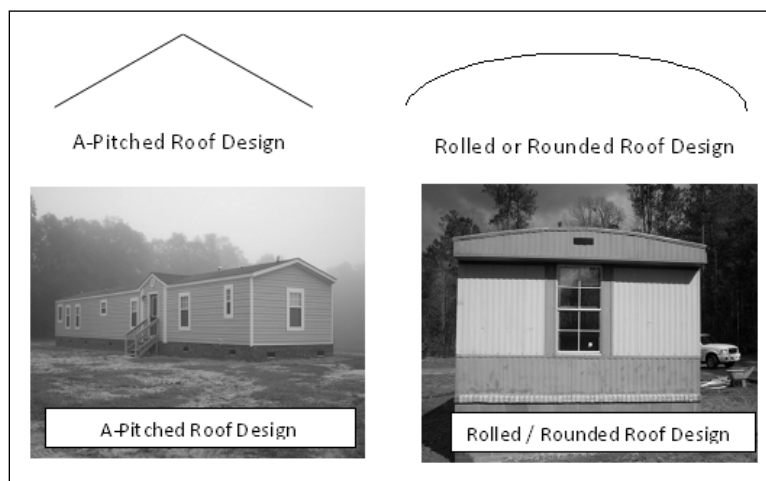 A-Pitched Roof Design
Rolled or Rounded Roof Design
A-Pitched Roof Design
Rolled / Rounded Roof Design